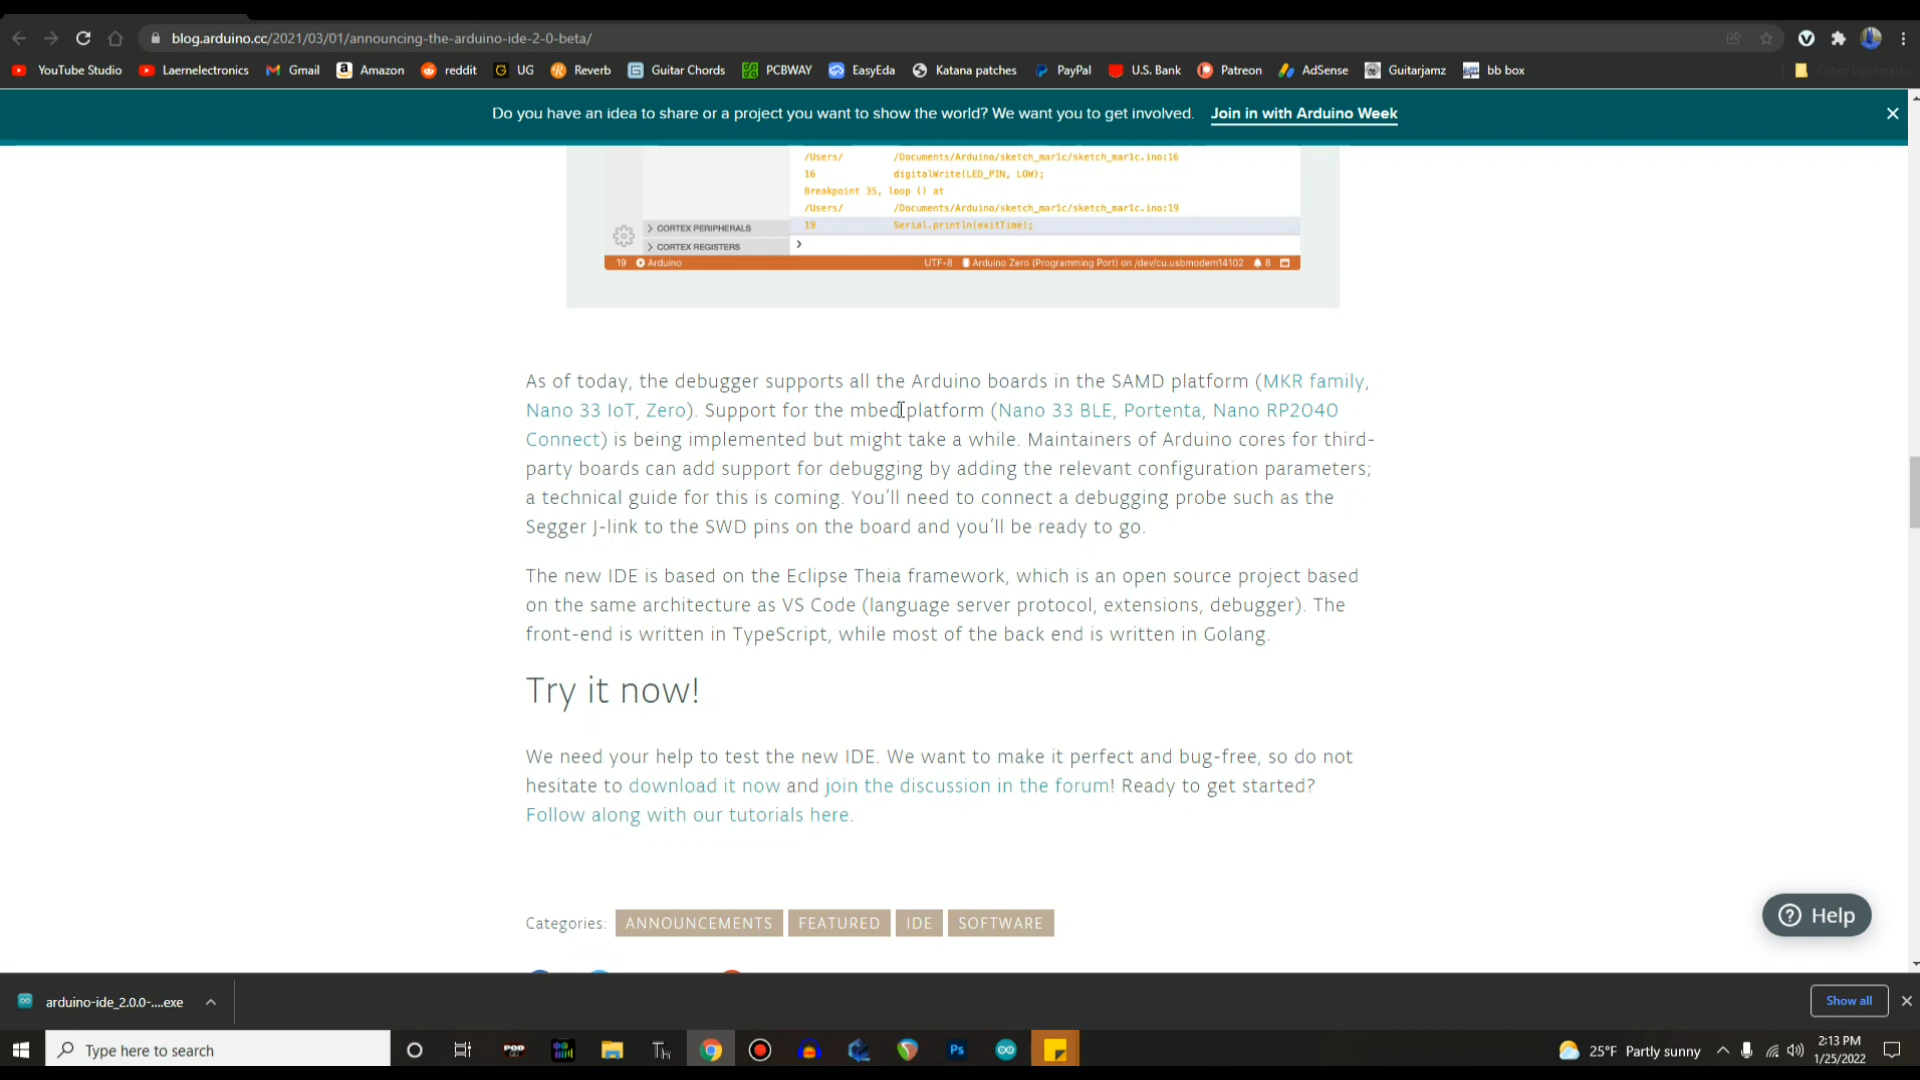 blog.arduino.cc/2021/03/01/announcing-the-arduino-ide-2-0-beta/
YouTube Studio Laernelectronics Gmail Amazon reddit UG Reverb Guitar Chords PCBWAY EasyEda Katana patches PayPal U.S. Bank Patreon AdSense Guitarjamz bb box Other bookmarks
Do you have an idea to share or a project you want to show the world? We want you to get involved. Join in with Arduino Week
/Users/ /Documents/Arduino/sketch_mar1c/sketch_mar1c.ino:16
16 digitalWrite(LED_PIN, LOW);
Breakpoint 35, loop () at
/Users/ /Documents/Arduino/sketch_mar1c/sketch_mar1c.ino:19
19 Serial.println(exitTime);
> CORTEX PERIPHERALS
> CORTEX REGISTERS
>
19 Arduino UTF-8 Arduino Zero (Programming Port) on /dev/cu.usbmodem14102 8
As of today, the debugger supports all the Arduino boards in the SAMD platform (MKR family,
Nano 33 IoT, Zero). Support for the mbed platform (Nano 33 BLE, Portenta, Nano RP2040
Connect) is being implemented but might take a while. Maintainers of Arduino cores for third-
party boards can add support for debugging by adding the relevant configuration parameters;
a technical guide for this is coming. You'll need to connect a debugging probe such as the
Segger J-link to the SWD pins on the board and you'll be ready to go.
The new IDE is based on the Eclipse Theia framework, which is an open source project based
on the same architecture as VS Code (language server protocol, extensions, debugger). The
front-end is written in TypeScript, while most of the back end is written in Golang.
Try it now!
We need your help to test the new IDE. We want to make it perfect and bug-free, so do not
hesitate to download it now and join the discussion in the forum! Ready to get started?
Follow along with our tutorials here.
Categories: ANNOUNCEMENTS FEATURED IDE SOFTWARE
Help
arduino-ide_2.0.0-....exe
Show all
Type here to search
25°F Partly sunny
2:13 PM
1/25/2022